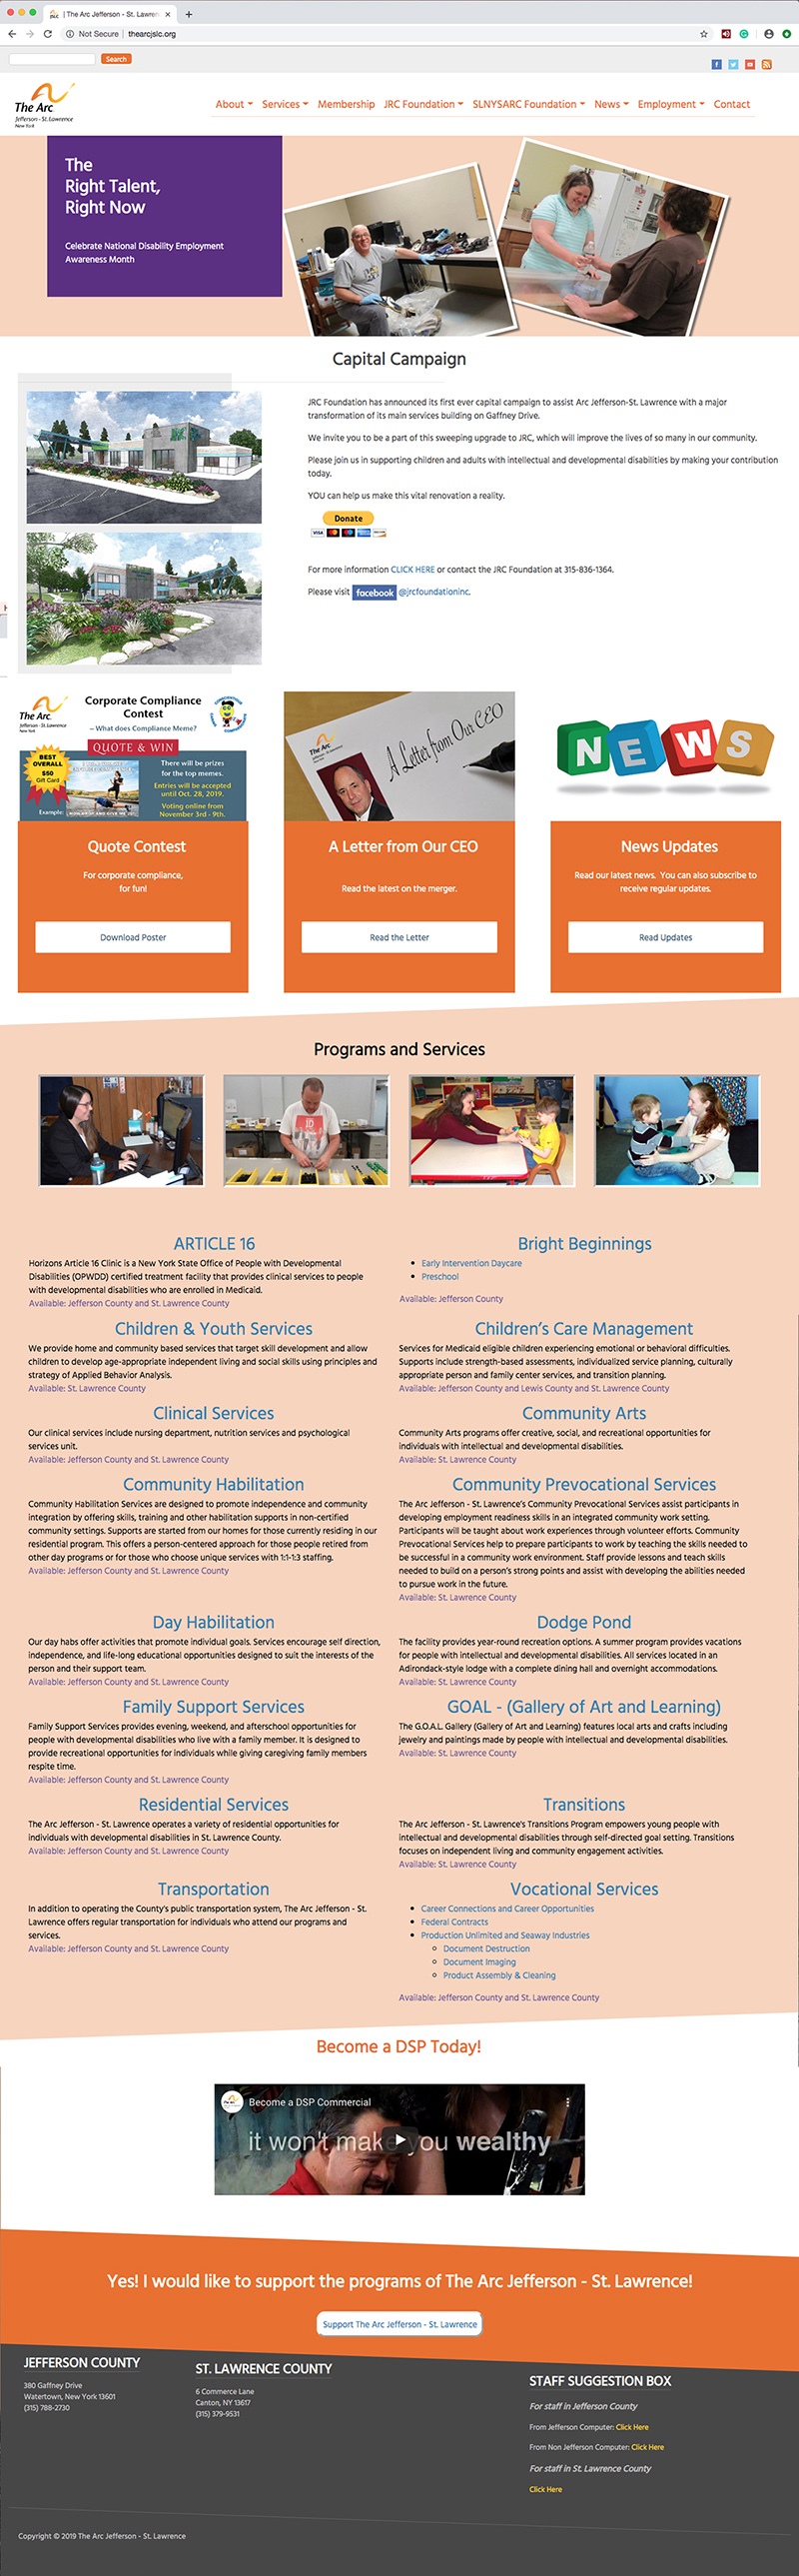 | The Arc Jefferson - St. Lawren
Not Secure | thearcjslc.org
Search
The Arc
Jefferson - St. Lawrence
New York
About Services Membership JRC Foundation SLNYSARC Foundation News Employment Contact
The
Right Talent,
Right Now
Celebrate National Disability Employment
Awareness Month
Capital Campaign
JRC Foundation has announced its first ever capital campaign to assist Arc Jefferson-St. Lawrence with a major
transformation of its main services building on Gaffney Drive.
We invite you to be a part of this sweeping upgrade to JRC, which will improve the lives of so many in our community.
Please join us in supporting children and adults with intellectual and developmental disabilities by making your contribution
today.
YOU can help us make this vital renovation a reality.
Donate
VISA
For more information CLICK HERE or contact the JRC Foundation at 315-836-1364.
Please visit facebook @jrcfoundationinc.
The Arc
Jefferson - St. Lawrence
New York
Corporate Compliance
Contest
– What does Compliance Meme?
QUOTE & WIN
BEST
OVERALL
$50
Gift Card
There will be prizes
for the top memes.
Entries will be accepted
until Oct. 28, 2019.
Voting online from
November 3rd - 9th.
Example:
The Arc
A Letter from Our CEO
NEWS
Quote Contest
For corporate compliance,
for fun!
Download Poster
A Letter from Our CEO
Read the latest on the merger.
Read the Letter
News Updates
Read our latest news. You can also subscribe to
receive regular updates.
Read Updates
Programs and Services
ARTICLE 16
Horizons Article 16 Clinic is a New York State Office of People with Developmental
Disabilities (OPWDD) certified treatment facility that provides clinical services to people
with developmental disabilities who are enrolled in Medicaid.
Available: Jefferson County and St. Lawrence County
Bright Beginnings
• Early Intervention Daycare
• Preschool
Available: Jefferson County
Children & Youth Services
We provide home and community based services that target skill development and allow
children to develop age-appropriate independent living and social skills using principles and
strategy of Applied Behavior Analysis.
Available: St. Lawrence County
Children’s Care Management
Services for Medicaid eligible children experiencing emotional or behavioral difficulties.
Supports include strength-based assessments, individualized service planning, culturally
appropriate person and family center services, and transition planning.
Available: Jefferson County and Lewis County and St. Lawrence County
Clinical Services
Our clinical services include nursing department, nutrition services and psychological
services unit.
Available: Jefferson County and St. Lawrence County
Community Arts
Community Arts programs offer creative, social, and recreational opportunities for
individuals with intellectual and developmental disabilities.
Available: St. Lawrence County
Community Habilitation
Community Habilitation Services are designed to promote independence and community
integration by offering skills, training and other habilitation supports in non-certified
community settings. Supports are started from our homes for those currently residing in our
residential program. This offers a person-centered approach for those people retired from
other day programs or for those who choose unique services with 1:1-1:3 staffing.
Available: Jefferson County and St. Lawrence County
Community Prevocational Services
The Arc Jefferson - St. Lawrence’s Community Prevocational Services assist participants in
developing employment readiness skills in an integrated community work setting.
Participants will be taught about work experiences through volunteer efforts. Community
Prevocational Services help to prepare participants to work by teaching the skills needed to
be successful in a community work environment. Staff provide lessons and teach skills
needed to build on a person’s strong points and assist with developing the abilities needed
to pursue work in the future.
Available: St. Lawrence County
Day Habilitation
Our day habs offer activities that promote individual goals. Services encourage self direction,
independence, and life-long educational opportunities designed to suit the interests of the
person and their support team.
Available: Jefferson County and St. Lawrence County
Dodge Pond
The facility provides year-round recreation options. A summer program provides vacations
for people with intellectual and developmental disabilities. All services located in an
Adirondack-style lodge with a complete dining hall and overnight accommodations.
Available: St. Lawrence County
Family Support Services
Family Support Services provides evening, weekend, and afterschool opportunities for
people with developmental disabilities who live with a family member. It is designed to
provide recreational opportunities for individuals while giving caregiving family members
respite time.
Available: Jefferson County and St. Lawrence County
GOAL - (Gallery of Art and Learning)
The G.O.A.L. Gallery (Gallery of Art and Learning) features local arts and crafts including
jewelry and paintings made by people with intellectual and developmental disabilities.
Available: St. Lawrence County
Residential Services
The Arc Jefferson - St. Lawrence operates a variety of residential opportunities for
individuals with developmental disabilities in St. Lawrence County.
Available: Jefferson County and St. Lawrence County
Transitions
The Arc Jefferson - St. Lawrence's Transitions Program empowers young people with
intellectual and developmental disabilities through self-directed goal setting. Transitions
focuses on independent living and community engagement activities.
Available: St. Lawrence County
Transportation
In addition to operating the County's public transportation system, The Arc Jefferson - St.
Lawrence offers regular transportation for individuals who attend our programs and
services.
Available: Jefferson County and St. Lawrence County
Vocational Services
• Career Connections and Career Opportunities
• Federal Contracts
• Production Unlimited and Seaway Industries
Document Destruction
Document Imaging
Product Assembly & Cleaning
Available: Jefferson County and St. Lawrence County
Become a DSP Today!
Become a DSP Commercial
it won't make you wealthy
Yes! I would like to support the programs of The Arc Jefferson - St. Lawrence!
Support The Arc Jefferson - St. Lawrence
JEFFERSON COUNTY
380 Gaffney Drive
Watertown, New York 13601
(315) 788-2730
ST. LAWRENCE COUNTY
6 Commerce Lane
Canton, NY 13617
(315) 379-9531
STAFF SUGGESTION BOX
For staff in Jefferson County
From Jefferson Computer: Click Here
From Non Jefferson Computer: Click Here
For staff in St. Lawrence County
Click Here
Copyright © 2019 The Arc Jefferson - St. Lawrence